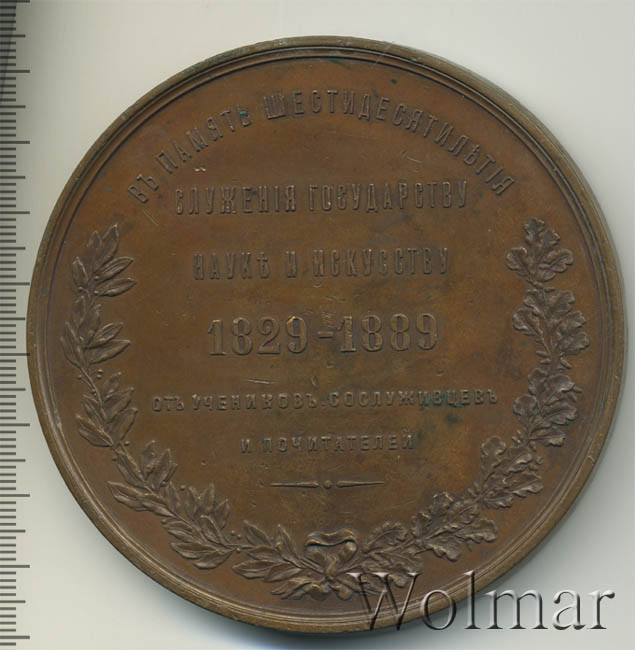 ВЪ ПАМЯТЬ ШЕСТИДЕСЯТИЛѢТІЯ
СЛУЖЕНІЯ ГОСУДАРСТВУ
НАУКѢ И ИСКУССТВУ
1829-1889
ОТЪ УЧЕНИКОВЪ, СОСЛУЖИВЦЕВЪ
И ПОЧИТАТЕЛЕЙ
Wolmar